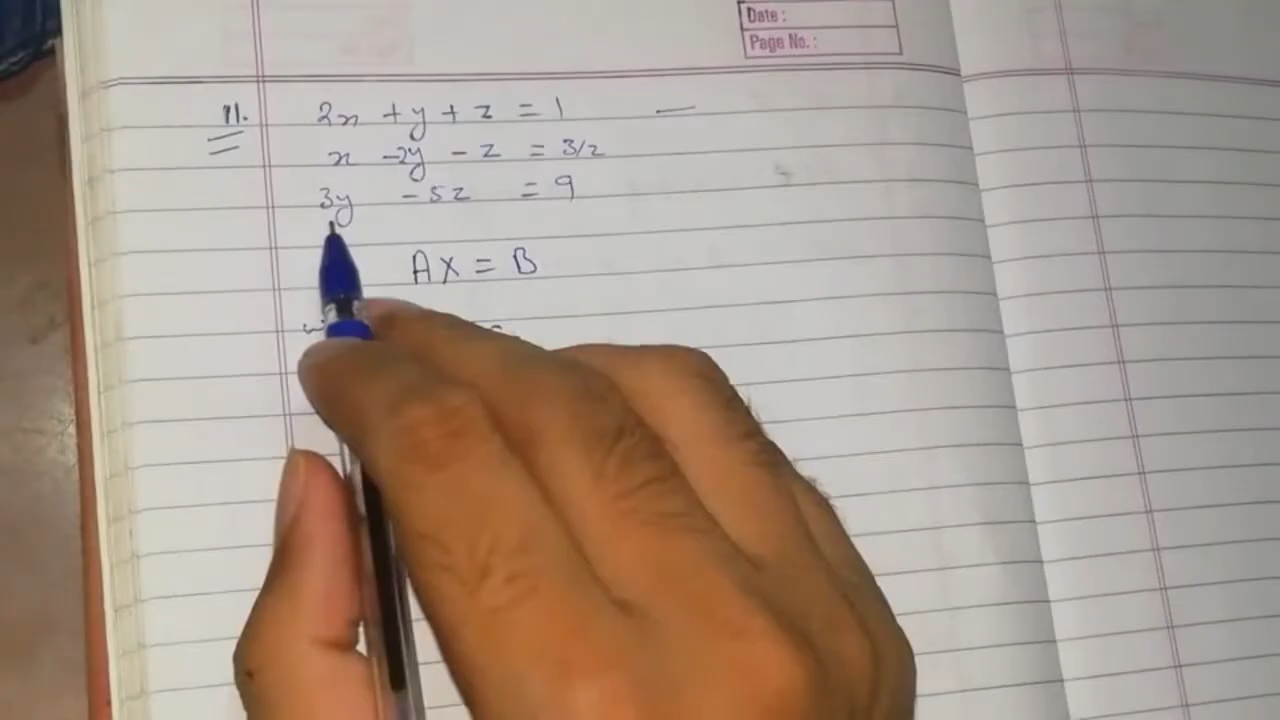 Date :
Page No. :
11. 2x + y + z = 1 —
x - 2y - z = 3/2
3y - 5z = 9
AX = B